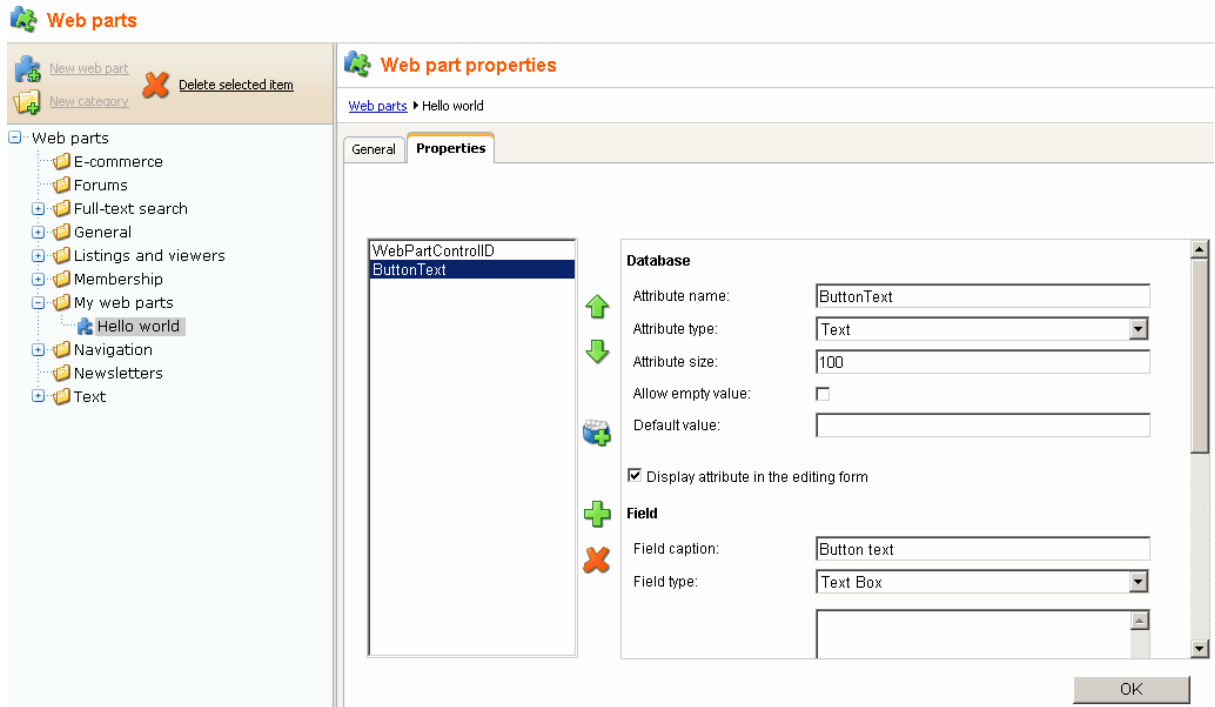 Web parts
New web part
Delete selected item
New category
Web parts
E-commerce
Forums
Full-text search
General
Listings and viewers
Membership
My web parts
Hello world
Navigation
Newsletters
Text
Web part properties
Web parts Hello world
General Properties
WebPartControlID
ButtonText
Database
Attribute name: ButtonText
Attribute type: Text
Attribute size: 100
Allow empty value:
Default value:
Display attribute in the editing form
Field
Field caption: Button text
Field type: Text Box
OK